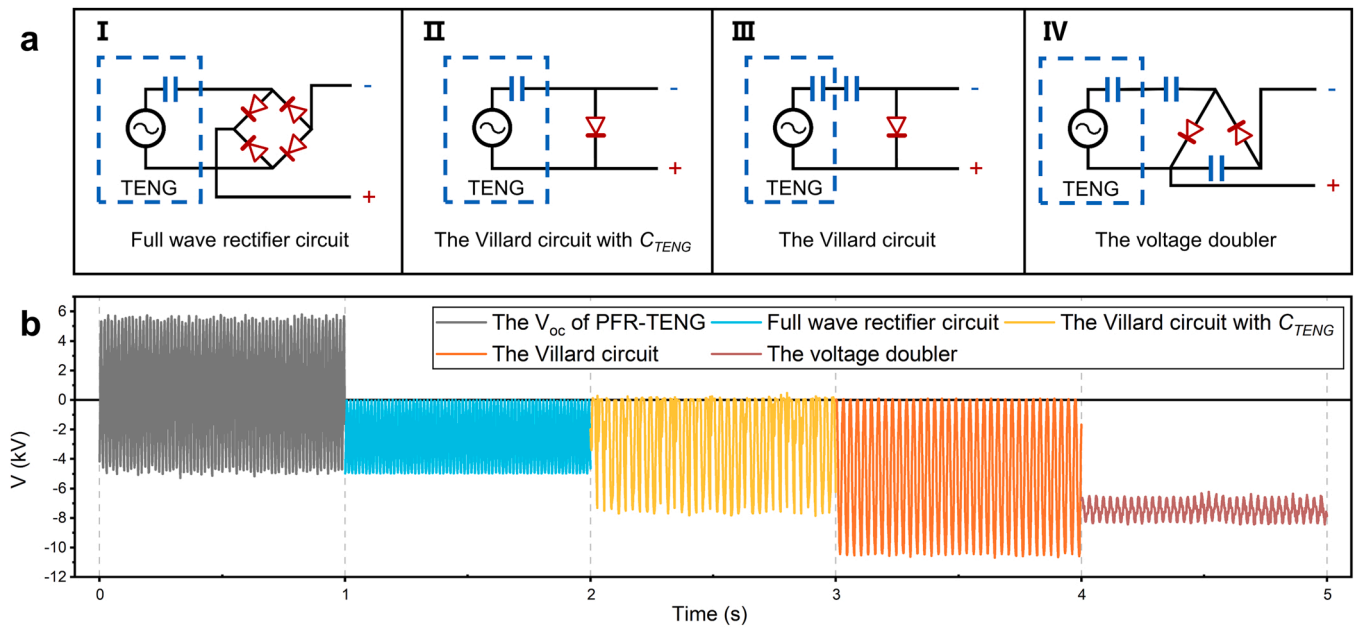 a
I
TENG
-
+
Full wave rectifier circuit
II
TENG
-
+
The Villard circuit with C_TENG
III
TENG
-
+
The Villard circuit
IV
TENG
-
+
The voltage doubler
b
The V_oc of PFR-TENG
Full wave rectifier circuit
The Villard circuit with C_TENG
The Villard circuit
The voltage doubler
V (kV)
6
4
2
0
-2
-4
-6
-8
-10
-12
0 1 2 3 4 5
Time (s)